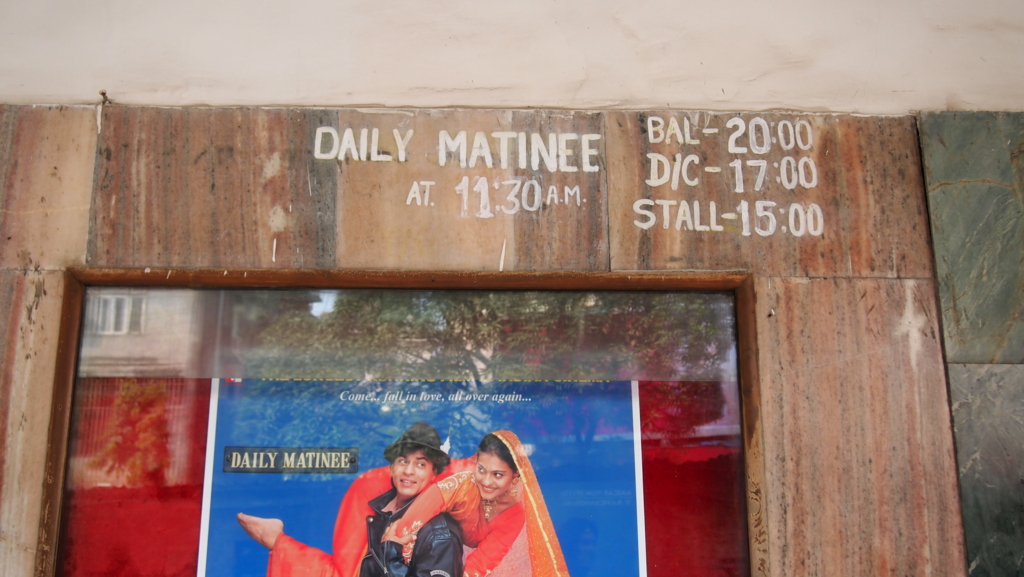 DAILY MATINEE
AT. 11:30 A.M.
BAL- 20:00
D/C - 17:00
STALL-15:00
Come... fall in love, all over again...
DAILY MATINEE